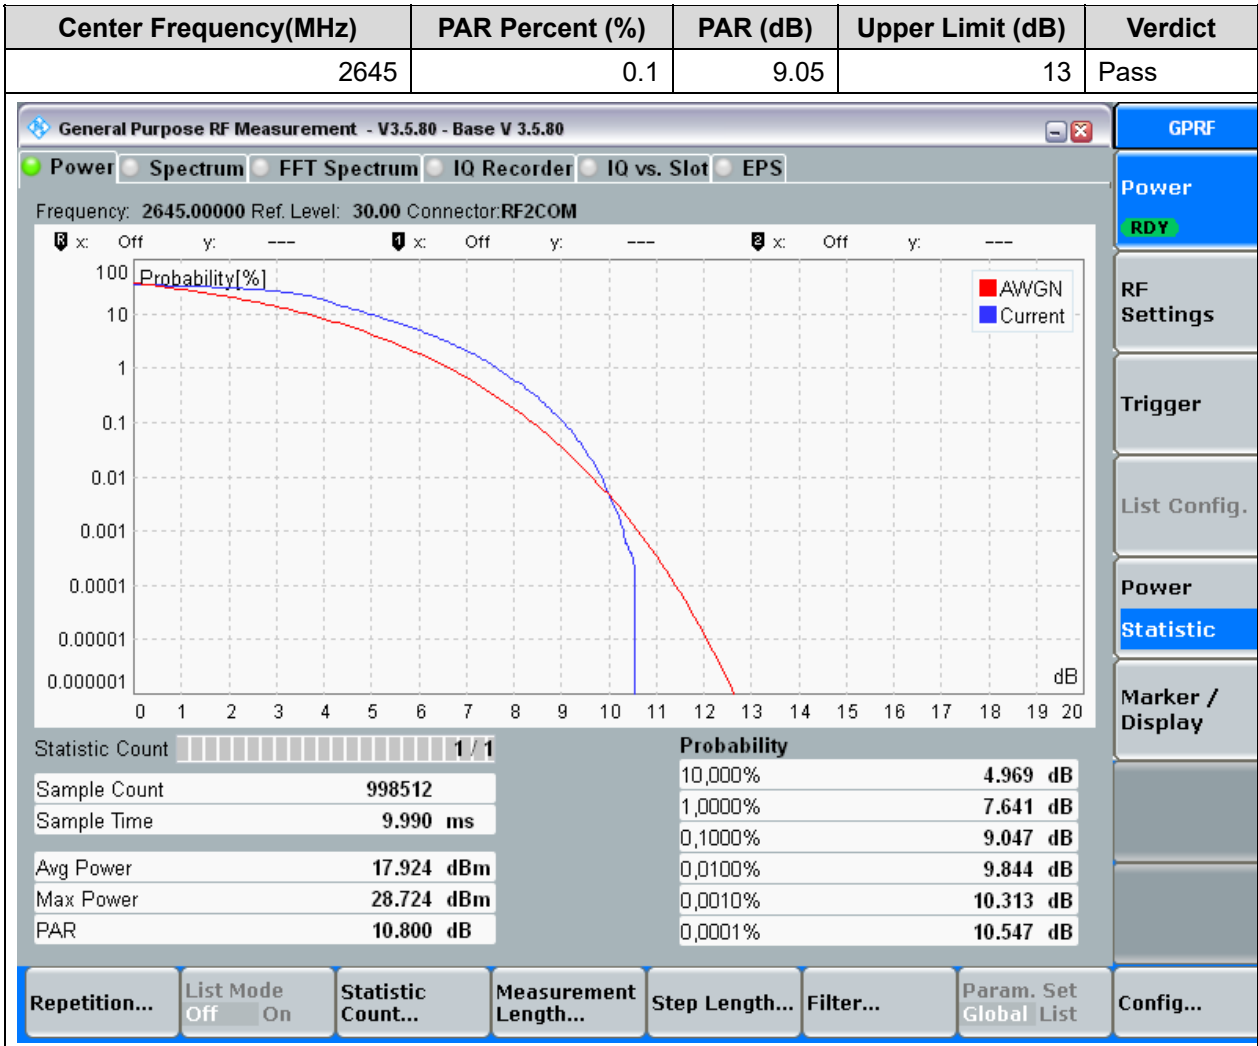 Center Frequency(MHz) PAR Percent (%) PAR (dB) Upper Limit (dB) Verdict
2645 0.1 9.05 13 Pass
General Purpose RF Measurement - V3.5.80 - Base V 3.5.80
GPRF
Power Spectrum FFT Spectrum IQ Recorder IQ vs. Slot EPS
Frequency: 2645.00000 Ref. Level: 30.00 Connector:RF2COM
R x: Off y: --- 1 x: Off y: --- 2 x: Off y: ---
Probability[%]
AWGN
Current
100
10
1
0.1
0.01
0.001
0.0001
0.00001
0.000001
dB
0 1 2 3 4 5 6 7 8 9 10 11 12 13 14 15 16 17 18 19 20
Statistic Count 1 / 1
Sample Count 998512
Sample Time 9.990 ms
Avg Power 17.924 dBm
Max Power 28.724 dBm
PAR 10.800 dB
Probability
10,000% 4.969 dB
1,0000% 7.641 dB
0,1000% 9.047 dB
0,0100% 9.844 dB
0,0010% 10.313 dB
0,0001% 10.547 dB
Power
RDY
RF
Settings
Trigger
List Config.
Power
Statistic
Marker /
Display
Repetition...
List Mode
Off On
Statistic
Count...
Measurement
Length...
Step Length...
Filter...
Param. Set
Global List
Config...